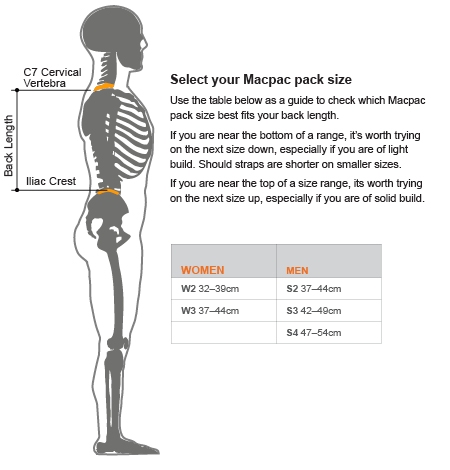 C7 Cervical
Vertebra
Back Length
Iliac Crest
Select your Macpac pack size
Use the table below as a guide to check which Macpac
pack size best fits your back length.
If you are near the bottom of a range, it's worth trying
on the next size down, especially if you are of light
build. Should straps are shorter on smaller sizes.
If you are near the top of a size range, its worth trying
on the next size up, especially if you are of solid build.
WOMEN MEN
W2 32–39cm S2 37–44cm
W3 37–44cm S3 42–49cm
S4 47–54cm